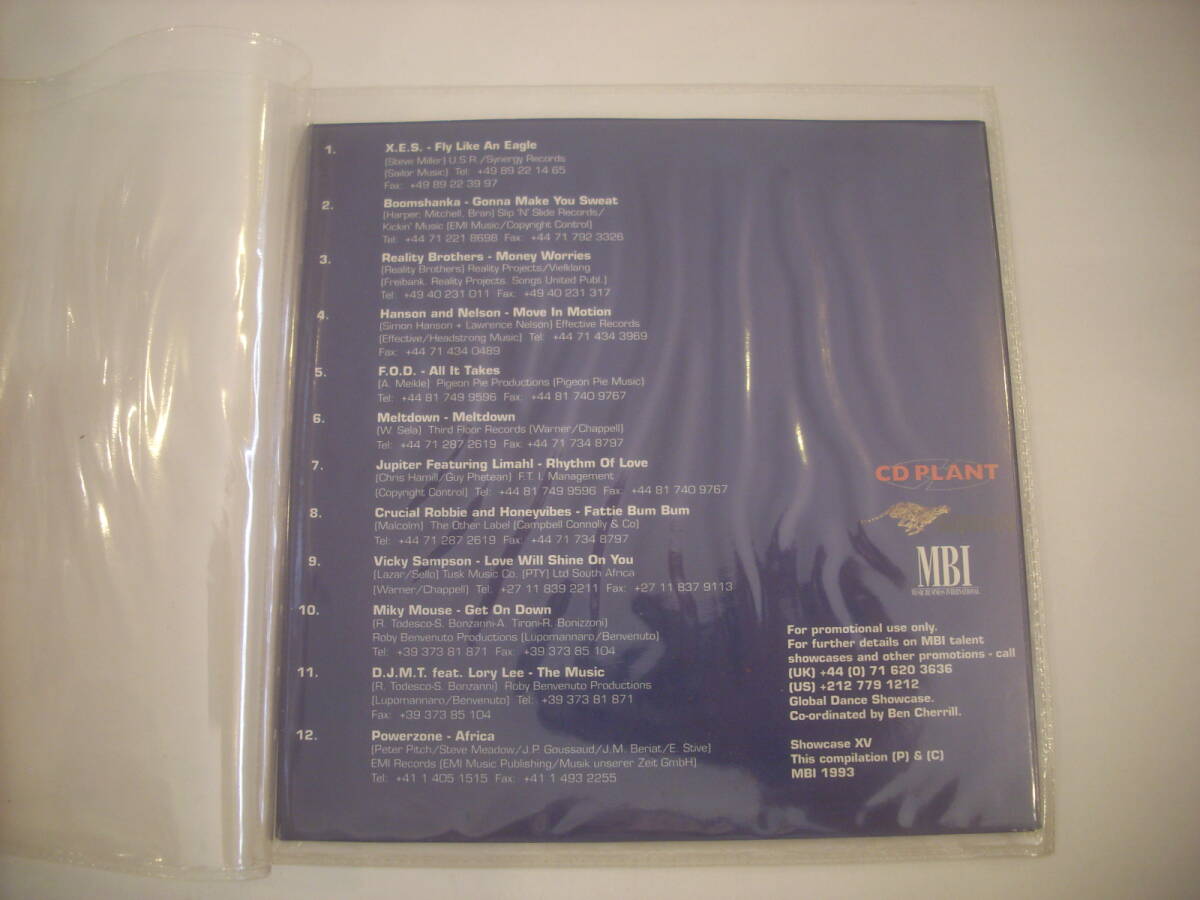 1. X.E.S. - Fly Like An Eagle
(Steve Miller) U.S.R./Synergy Records
(Sailor Music) Tel: +49 89 22 14 65
Fax: +49 89 22 39 97
2. Boomshanka - Gonna Make You Sweat
(Harper, Mitchell, Bran) Slip 'N' Slide Records/
Kickin' Music (EMI Music/Copyright Control)
Tel: +44 71 221 8698 Fax: +44 71 792 3326
3. Reality Brothers - Money Worries
(Reality Brothers) Reality Projects/Vielklang
(Freibank. Reality Projects. Songs United Publ.)
Tel: +49 40 231 011 Fax: +49 40 231 317
4. Hanson and Nelson - Move In Motion
(Simon Hanson + Lawrence Nelson) Effective Records
(Effective/Headstrong Music) Tel: +44 71 434 3969
Fax: +44 71 434 0489
5. F.O.D. - All It Takes
(A. Meikle) Pigeon Pie Productions (Pigeon Pie Music)
Tel: +44 81 749 9596 Fax: +44 81 740 9767
6. Meltdown - Meltdown
(W. Sela) Third Floor Records (Warner/Chappell)
Tel: +44 71 287 2619 Fax: +44 71 734 8797
7. Jupiter Featuring Limahl - Rhythm Of Love
(Chris Hamill/Guy Phetean) F.T.I. Management
(Copyright Control) Tel: +44 81 749 9596 Fax: +44 81 740 9767
8. Crucial Robbie and Honeyvibes - Fattie Bum Bum
(Malcolm) The Other Label (Campbell Connolly & Co)
Tel: +44 71 287 2619 Fax: +44 71 734 8797
9. Vicky Sampson - Love Will Shine On You
(Lazar/Sello) Tusk Music Co. (PTY) Ltd South Africa
(Warner/Chappell) Tel: +27 11 839 2211 Fax: +27 11 837 9113
10. Miky Mouse - Get On Down
(R. Todesco-S. Bonzanni-A. Tironi-R. Bonizzoni)
Roby Benvenuto Productions (Lupomannaro/Benvenuto)
Tel: +39 373 81 871 Fax: +39 373 85 104
11. D.J.M.T. feat. Lory Lee - The Music
(R. Todesco-S. Bonzanni) Roby Benvenuto Productions
(Lupomannaro/Benvenuto) Tel: +39 373 81 871
Fax: +39 373 85 104
12. Powerzone - Africa
(Peter Pitch/Steve Meadow/J.P. Goussaud/J.M. Beriat/E. Stive)
EMI Records (EMI Music Publishing/Musik unserer Zeit GmbH)
Tel: +41 1 405 1515 Fax: +41 1 493 2255
CD PLANT
MBI
MUSIC BUSINESS INTERNATIONAL
For promotional use only.
For further details on MBI talent
showcases and other promotions - call
(UK) +44 (0) 71 620 3636
(US) +212 779 1212
Global Dance Showcase.
Co-ordinated by Ben Cherrill.
Showcase XV
This compilation (P) & (C)
MBI 1993